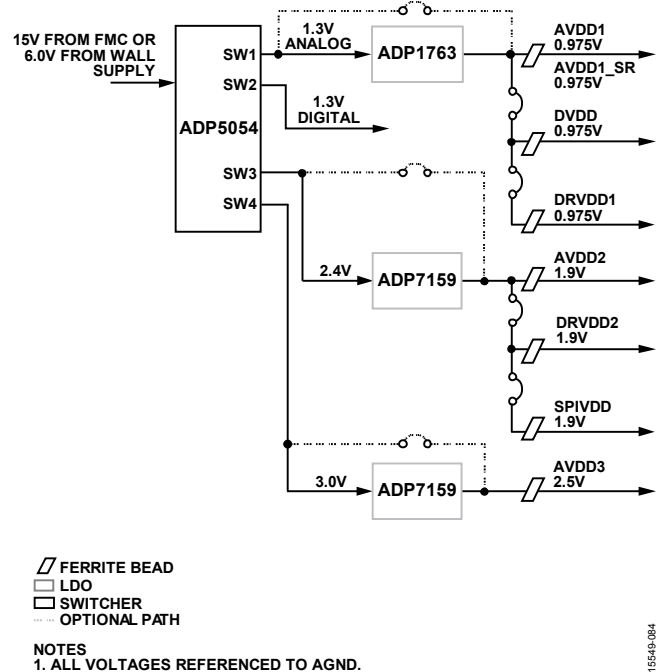 15V FROM FMC OR
6.0V FROM WALL
SUPPLY
ADP5054
SW1
SW2
SW3
SW4
1.3V
ANALOG
ADP1763
1.3V
DIGITAL
AVDD1
0.975V
AVDD1_SR
0.975V
DVDD
0.975V
DRVDD1
0.975V
2.4V
ADP7159
AVDD2
1.9V
DRVDD2
1.9V
SPIVDD
1.9V
3.0V
ADP7159
AVDD3
2.5V
FERRITE BEAD
LDO
SWITCHER
OPTIONAL PATH
NOTES
1. ALL VOLTAGES REFERENCED TO AGND.
15549-084